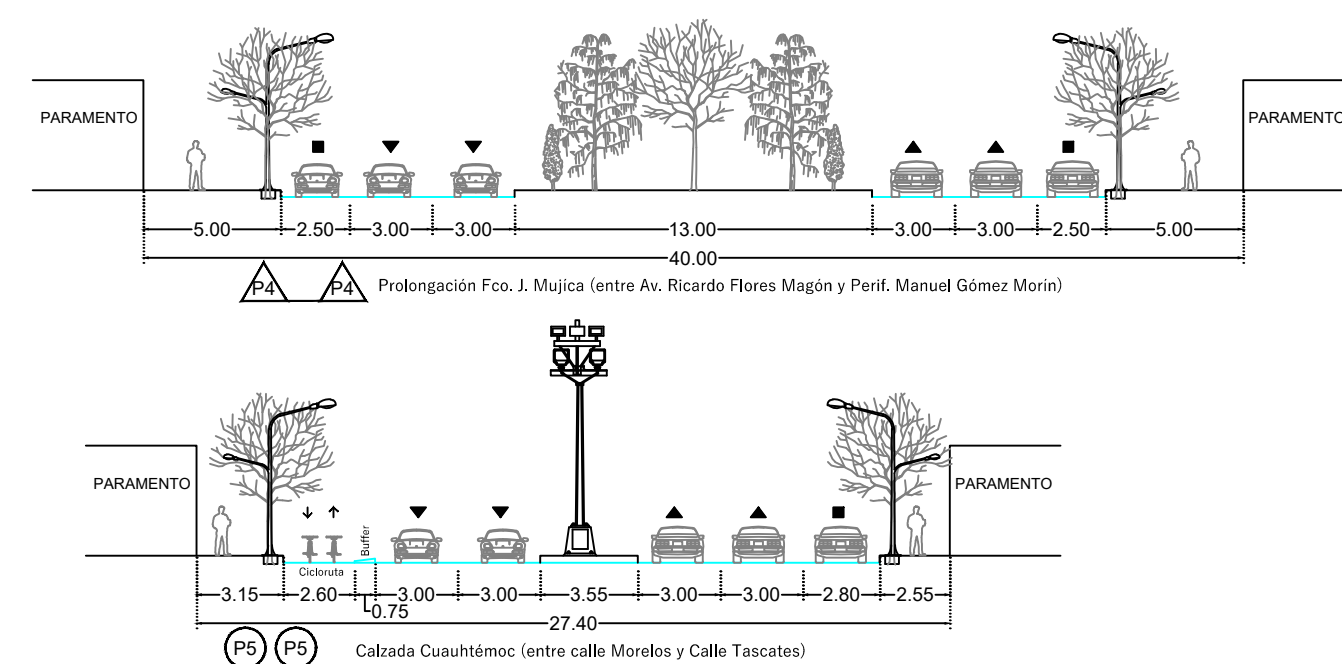 PARAMENTO
PARAMENTO
5.00 2.50 3.00 3.00 13.00 3.00 3.00 2.50 5.00
40.00
P4 P4 Prolongación Fco. J. Mujíca (entre Av. Ricardo Flores Magón y Perif. Manuel Gómez Morín)
PARAMENTO
PARAMENTO
Buffer
Cicloruta
3.15 2.60 3.00 3.00 3.55 3.00 3.00 2.80 2.55
0.75
27.40
P5 P5 Calzada Cuauhtémoc (entre calle Morelos y Calle Tascates)